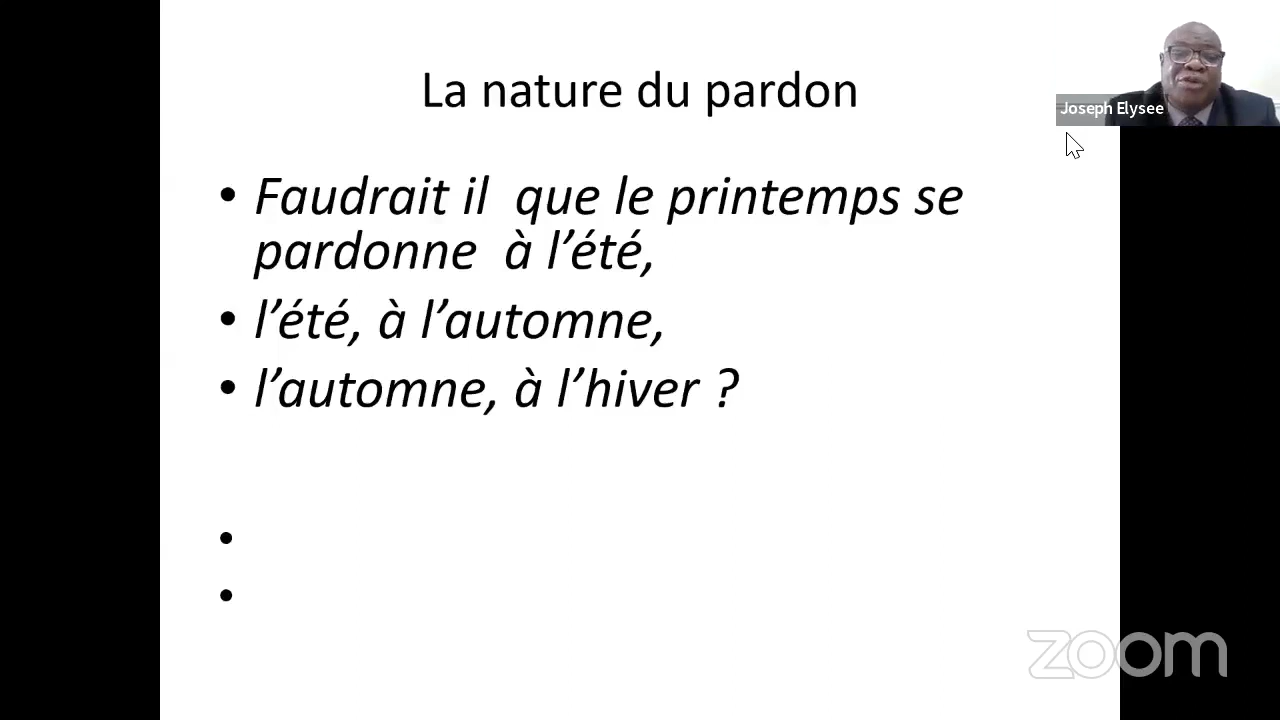 La nature du pardon
Joseph Elysee
• Faudrait il  que le printemps se
pardonne  à l’été,
• l’été, à l’automne,
• l’automne, à l’hiver ?
•
•
zoom